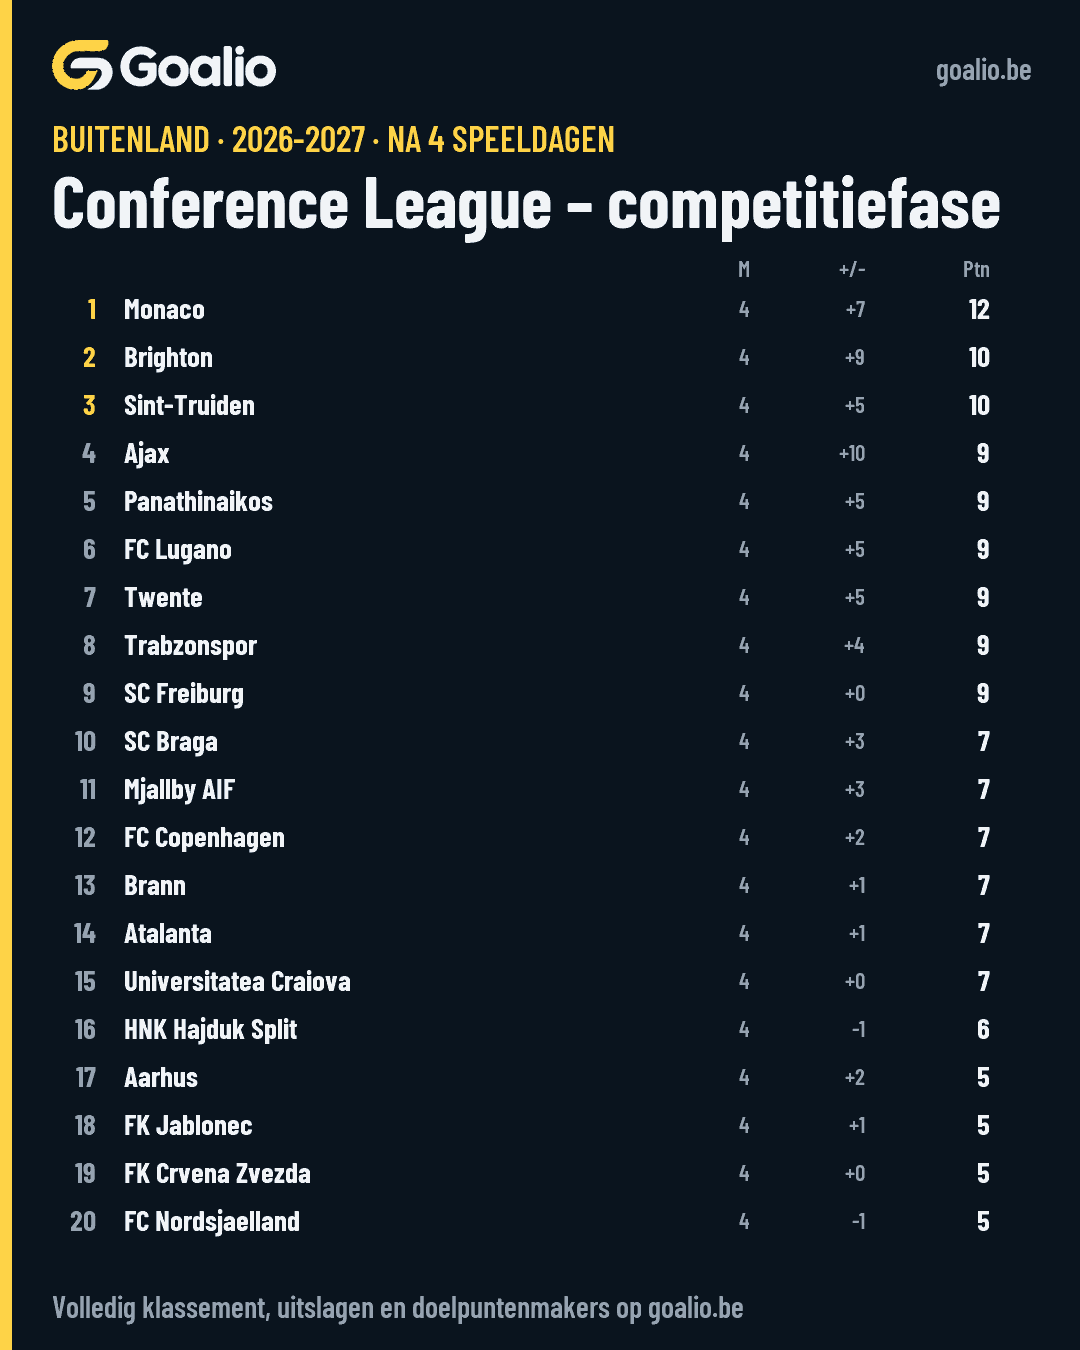 Goalio
goalio.be
BUITENLAND · 2026-2027 · NA 4 SPEELDAGEN
Conference League – competitiefase
M +/- Ptn
1 Monaco 4 +7 12
2 Brighton 4 +9 10
3 Sint-Truiden 4 +5 10
4 Ajax 4 +10 9
5 Panathinaikos 4 +5 9
6 FC Lugano 4 +5 9
7 Twente 4 +5 9
8 Trabzonspor 4 +4 9
9 SC Freiburg 4 +0 9
10 SC Braga 4 +3 7
11 Mjallby AIF 4 +3 7
12 FC Copenhagen 4 +2 7
13 Brann 4 +1 7
14 Atalanta 4 +1 7
15 Universitatea Craiova 4 +0 7
16 HNK Hajduk Split 4 -1 6
17 Aarhus 4 +2 5
18 FK Jablonec 4 +1 5
19 FK Crvena Zvezda 4 +0 5
20 FC Nordsjaelland 4 -1 5
Volledig klassement, uitslagen en doelpuntenmakers op goalio.be